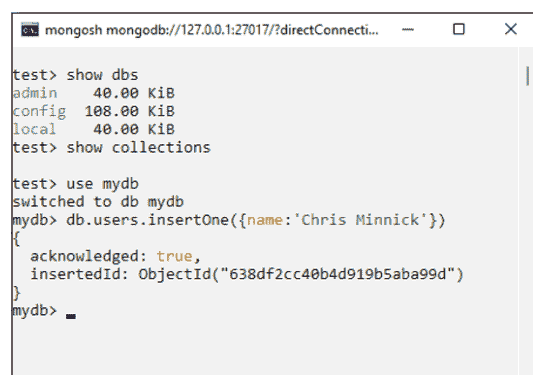 mongosh mongodb://127.0.0.1:27017/?directConnecti...
test> show dbs
admin    40.00 KiB
config  108.00 KiB
local    40.00 KiB
test> show collections
test> use mydb
switched to db mydb
mydb> db.users.insertOne({name:'Chris Minnick'})
{
  acknowledged: true,
  insertedId: ObjectId("638df2cc40b4d919b5aba99d")
}
mydb>